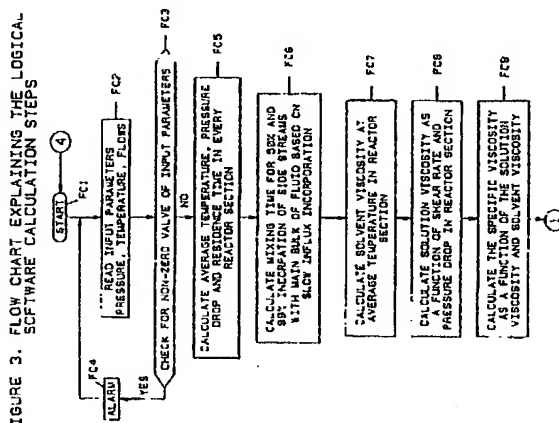 IGURE 3. FLOW CHART EXPLAINING THE LOGICAL
SOFTWARE CALCULATION STEPS
4
START
FC1
READ INPUT PARAMETERS
PRESSURE, TEMPERATURE, FLOWS
FC2
ALARM
FC4
YES
CHECK FOR NON-ZERO VALUE OF INPUT PARAMETERS
FC3
NO
CALCULATE AVERAGE TEMPERATURE, PRESSURE
DROP AND RESIDENCE TIME IN EVERY
REACTOR SECTION
FC5
CALCULATE MIXING TIME FOR 50% AND
99% INCORPATION OF SIDE STREAMS
WITH MAIN BULK OF FLUID BASED ON
SLOW INFLUX INCORPORATION
FC6
CALCULATE SOLVENT VISCOSITY AT
AVERAGE TEMPERATURE IN REACTOR
SECTION
FC7
CALCULATE SOLUTION VISCOSITY AS
A FUNCTION OF SHEAR RATE AND
PRESSURE DROP IN REACTOR SECTION
FC8
CALCULATE THE SPECIFIC VISCOSITY
AS A FUNCTION OF THE SOLUTION
VISCOSITY AND SOLVENT VISCOSITY
FC9
1